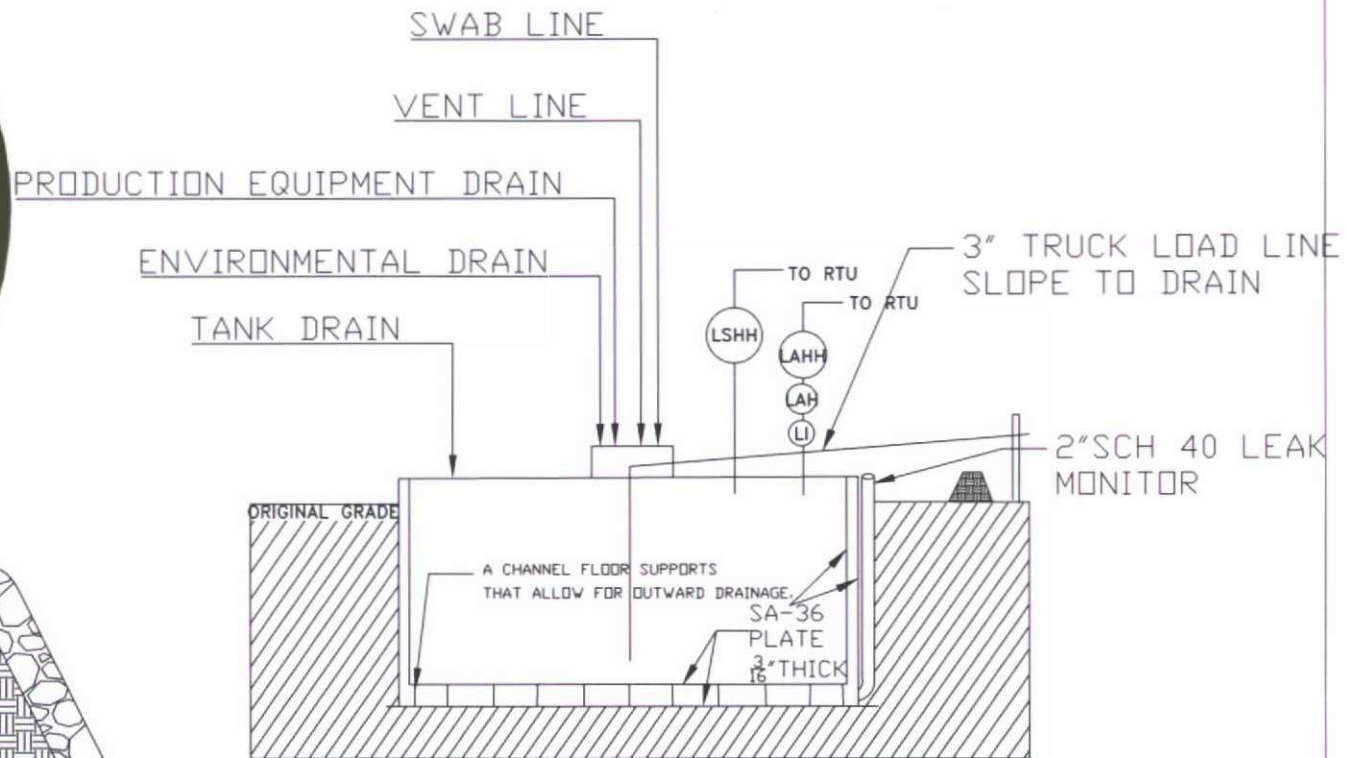 SWAB LINE
VENT LINE
PRODUCTION EQUIPMENT DRAIN
ENVIRONMENTAL DRAIN
TANK DRAIN
TO RTU
TO RTU
3" TRUCK LOAD LINE
SLOPE TO DRAIN
LSHH
LAHH
LAH
LI
2"SCH 40 LEAK
MONITOR
ORIGINAL GRADE
A CHANNEL FLOOR SUPPORTS
THAT ALLOW FOR OUTWARD DRAINAGE.
SA-36
PLATE
3/16"THICK